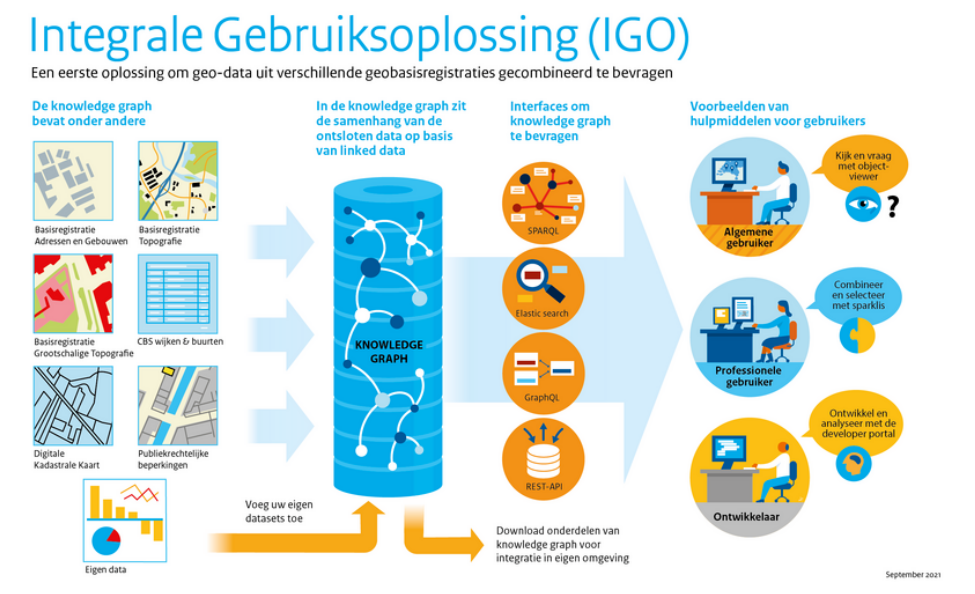 Integrale Gebruiksoplossing (IGO)
Een eerste oplossing om geo-data uit verschillende geobasisregistraties gecombineerd te bevragen
De knowledge graph
bevat onder andere
Basisregistratie
Adressen en Gebouwen
Basisregistratie
Topografie
Basisregistratie
Grootschalige Topografie
CBS wijken & buurten
Digitale
Kadastrale Kaart
Publiekrechtelijke
beperkingen
Eigen data
In de knowledge graph zit
de samenhang van de
ontsloten data op basis
van linked data
KNOWLEDGE
GRAPH
Voeg uw eigen
datasets toe
Download onderdelen van
knowledge graph voor
integratie in eigen omgeving
Interfaces om
knowledge graph
te bevragen
SPARQL
Elastic search
GraphQL
REST-API
Voorbeelden van
hulpmiddelen voor gebruikers
Algemene
gebruiker
Kijk en vraag
met object-
viewer
?
Professionele
gebruiker
Combineer
en selecteer
met sparklis
Ontwikkelaar
Ontwikkel en
analyseer met de
developer portal
September 2021